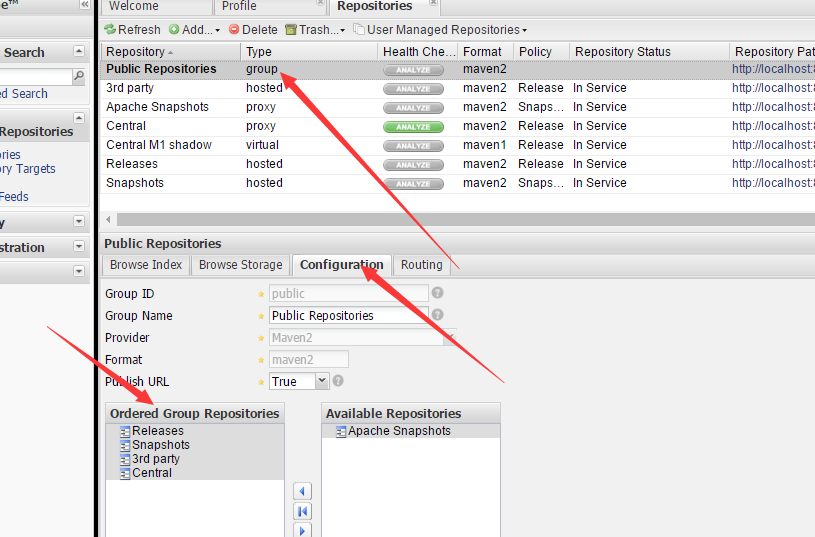 e™
Welcome Profile Repositories
Refresh Add... Delete Trash... User Managed Repositories
Search
ed Search
Repositories
ories
ory Targets
Feeds
y
stration
Repository Type Health Che... Format Policy Repository Status Repository Pat
Public Repositories group ANALYZE maven2 http://localhost:8
3rd party hosted ANALYZE maven2 Release In Service http://localhost:8
Apache Snapshots proxy ANALYZE maven2 Snaps... In Service http://localhost:8
Central proxy ANALYZE maven2 Release In Service http://localhost:8
Central M1 shadow virtual ANALYZE maven1 Release In Service http://localhost:8
Releases hosted ANALYZE maven2 Release In Service http://localhost:8
Snapshots hosted ANALYZE maven2 Snaps... In Service http://localhost:8
Public Repositories
Browse Index Browse Storage Configuration Routing
Group ID public
Group Name Public Repositories
Provider Maven2
Format maven2
Publish URL True
Ordered Group Repositories
Releases
Snapshots
3rd party
Central
Available Repositories
Apache Snapshots